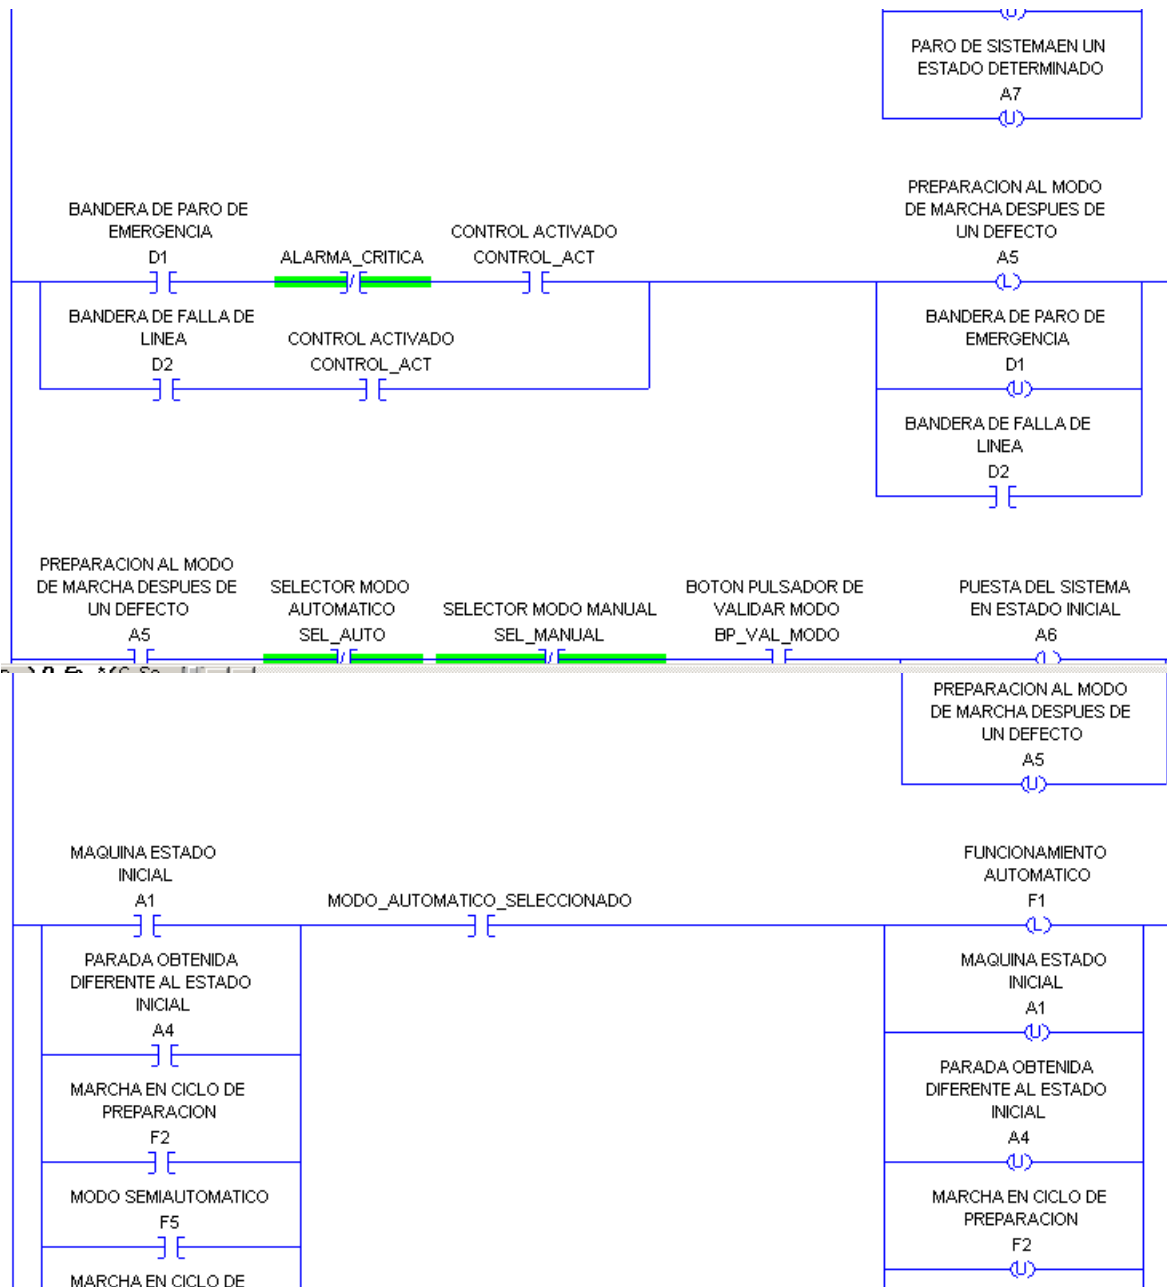 (U)
PARO DE SISTEMAEN UN
ESTADO DETERMINADO
A7
(U)
PREPARACION AL MODO
DE MARCHA DESPUES DE
UN DEFECTO
A5
(L)
BANDERA DE PARO DE
EMERGENCIA
D1
ALARMA_CRITICA
CONTROL ACTIVADO
CONTROL_ACT
BANDERA DE FALLA DE
LINEA
D2
CONTROL ACTIVADO
CONTROL_ACT
BANDERA DE PARO DE
EMERGENCIA
D1
(U)
BANDERA DE FALLA DE
LINEA
D2
PREPARACION AL MODO
DE MARCHA DESPUES DE
UN DEFECTO
A5
SELECTOR MODO
AUTOMATICO
SEL_AUTO
SELECTOR MODO MANUAL
SEL_MANUAL
BOTON PULSADOR DE
VALIDAR MODO
BP_VAL_MODO
PUESTA DEL SISTEMA
EN ESTADO INICIAL
A6
PREPARACION AL MODO
DE MARCHA DESPUES DE
UN DEFECTO
A5
(U)
MAQUINA ESTADO
INICIAL
A1
MODO_AUTOMATICO_SELECCIONADO
FUNCIONAMIENTO
AUTOMATICO
F1
(L)
PARADA OBTENIDA
DIFERENTE AL ESTADO
INICIAL
A4
MARCHA EN CICLO DE
PREPARACION
F2
MODO SEMIAUTOMATICO
F5
MARCHA EN CICLO DE
MAQUINA ESTADO
INICIAL
A1
(U)
PARADA OBTENIDA
DIFERENTE AL ESTADO
INICIAL
A4
(U)
MARCHA EN CICLO DE
PREPARACION
F2
(U)